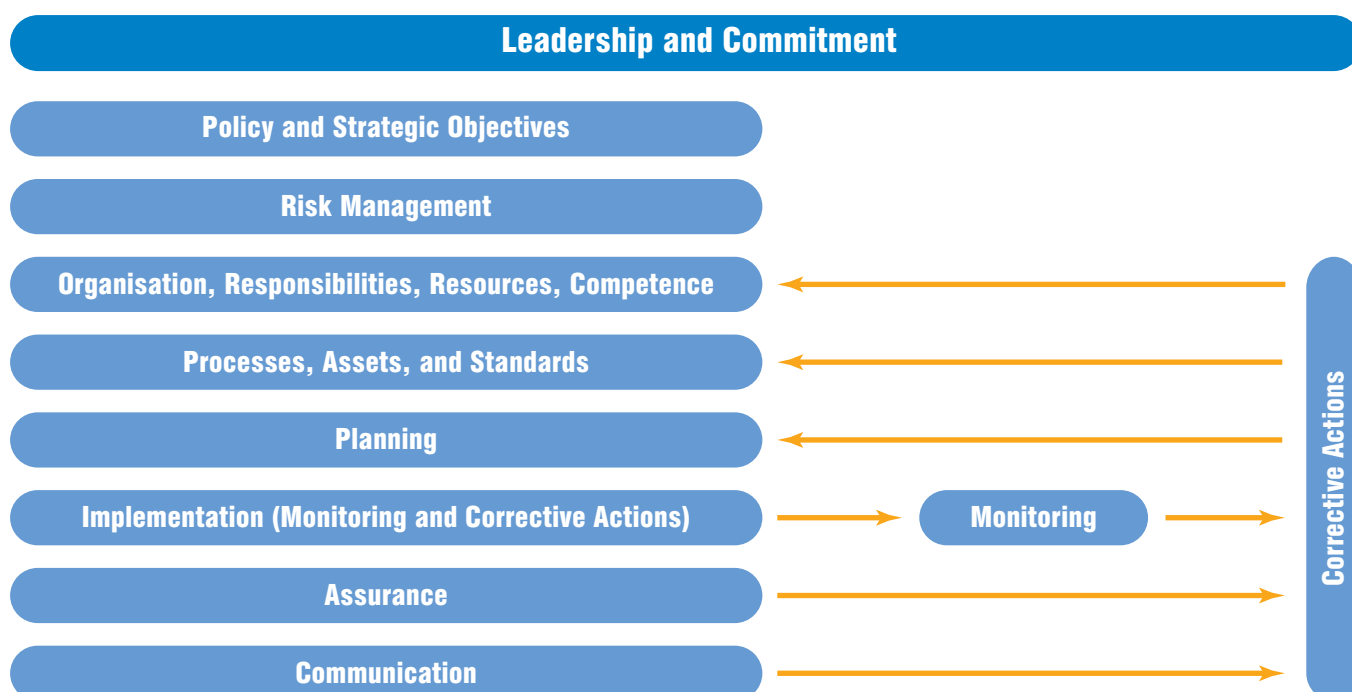 Leadership and Commitment
Policy and Strategic Objectives
Risk Management
Organisation, Responsibilities, Resources, Competence
Processes, Assets, and Standards
Planning
Implementation (Monitoring and Corrective Actions)
Monitoring
Assurance
Communication
Corrective Actions